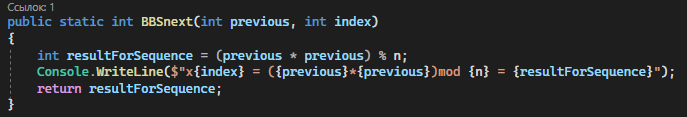 Ссылок: 1
public static int BBSnext(int previous, int index)
{
int resultForSequence = (previous * previous) % n;
Console.WriteLine($"x{index} = ({previous}*{previous})mod {n} = {resultForSequence}");
return resultForSequence;
}